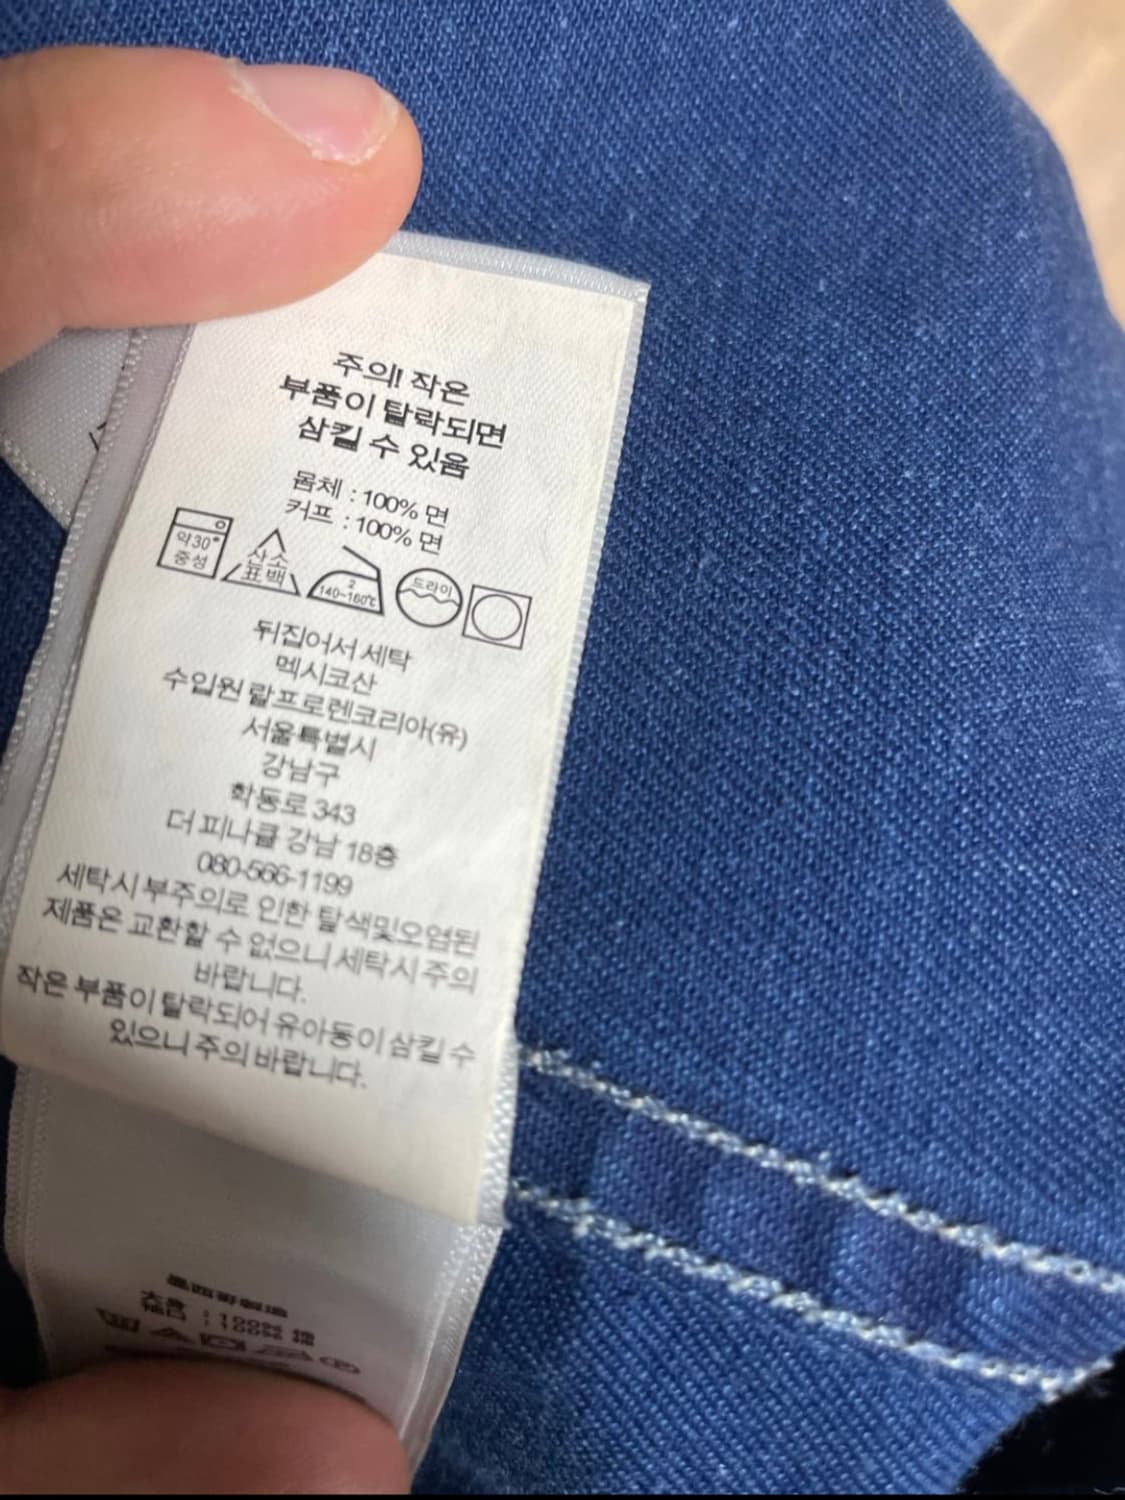 주의! 작은
부품이 탈락되면
삼킬 수 있음
몸체 : 100% 면
커프 : 100% 면
약30°
중성
산소
표백
2
140~160℃
드라이
뒤집어서 세탁
멕시코산
수입원 랄프로렌코리아(유)
서울특별시
강남구
학동로 343
더 피나클 강남 18층
080-566-1199
세탁시 부주의로 인한 탈색및오염된
제품은 교환할 수 없으니 세탁시 주의
바랍니다.
작은 부품이 탈락되어 유아동이 삼킬 수
있으니 주의 바랍니다.
: 100% 棉
: 100% 棉